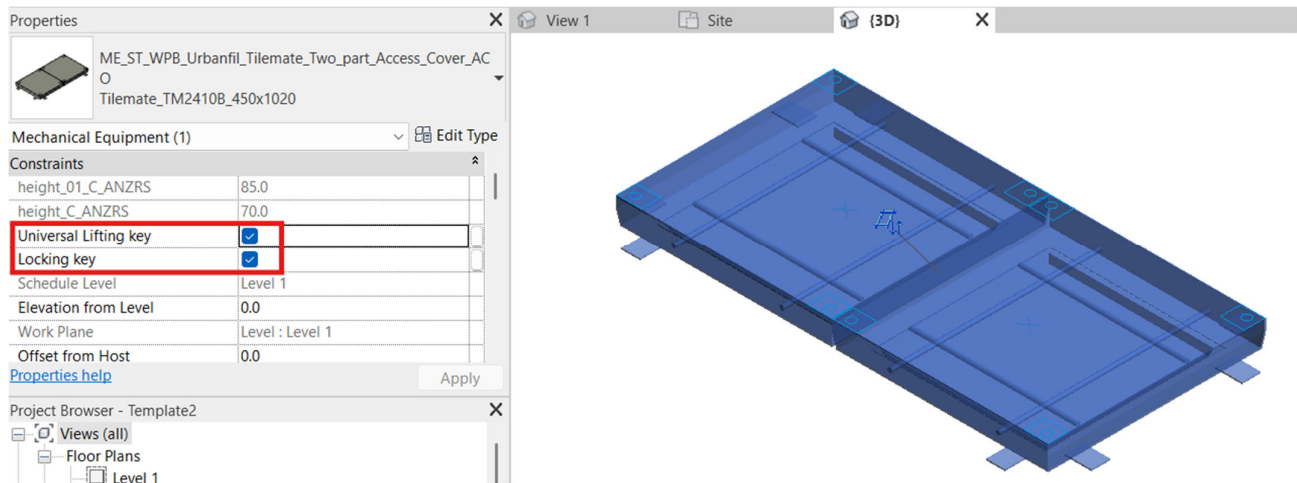 Properties
ME_ST_WPB_Urbanfil_Tilemate_Two_part_Access_Cover_AC
O
Tilemate_TM2410B_450x1020
Mechanical Equipment (1)
Edit Type
Constraints
height_01_C_ANZRS 85.0
height_C_ANZRS 70.0
Universal Lifting key
Locking key
Schedule Level Level 1
Elevation from Level 0.0
Work Plane Level : Level 1
Offset from Host 0.0
Properties help
Apply
Project Browser - Template2
Views (all)
Floor Plans
Level 1
View 1
Site
{3D}